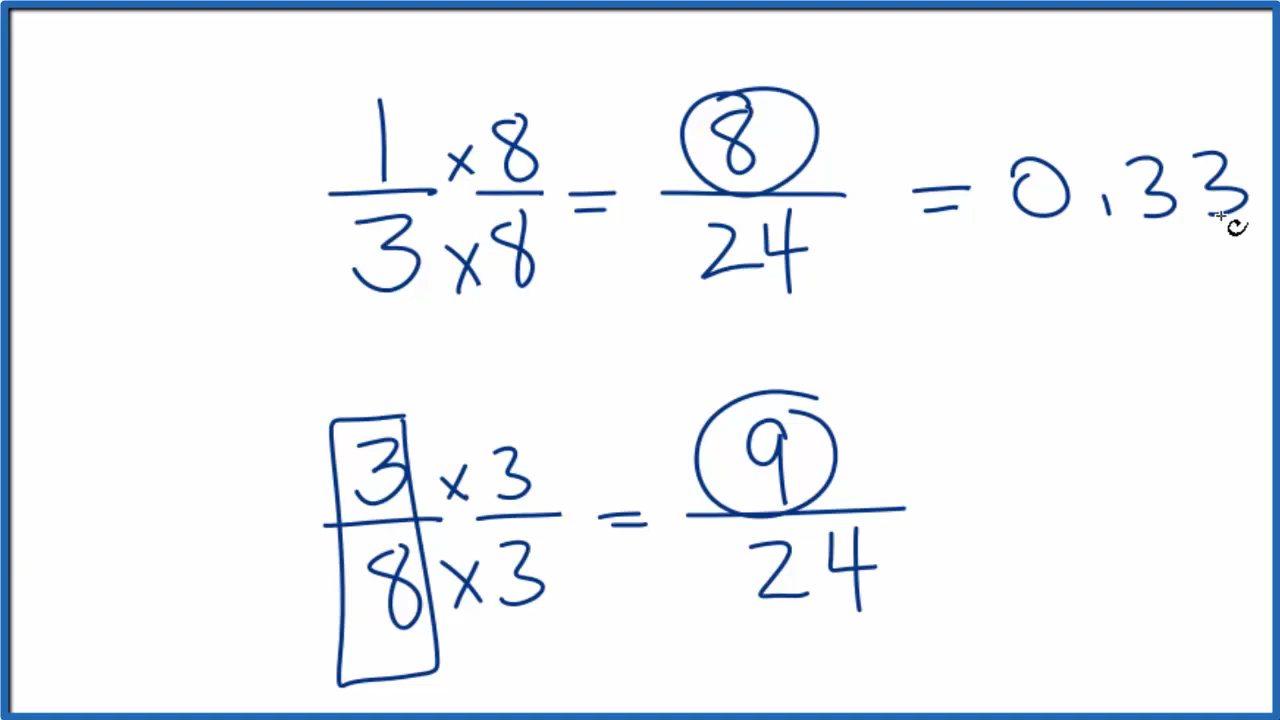 1/3 × 8/8 = 8/24 = 0.33
3/8 × 3/3 = 9/24